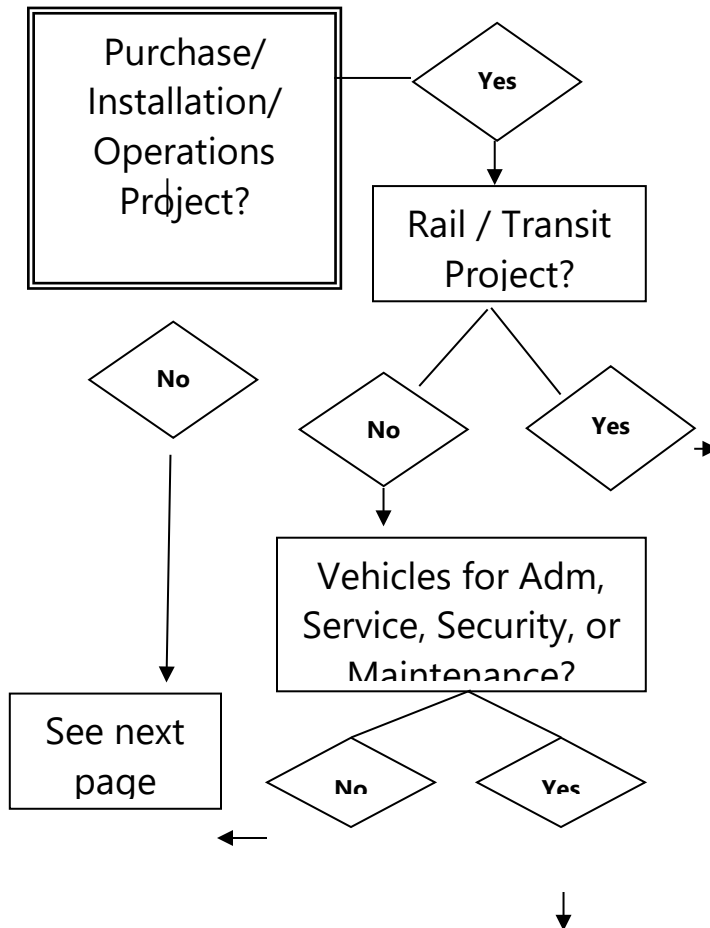 Purchase/
Installation/
Operations
Project?
Yes
Rail / Transit
Project?
No
No
Yes
Vehicles for Adm,
Service, Security, or
Maintenance?
See next
page
No
Yes